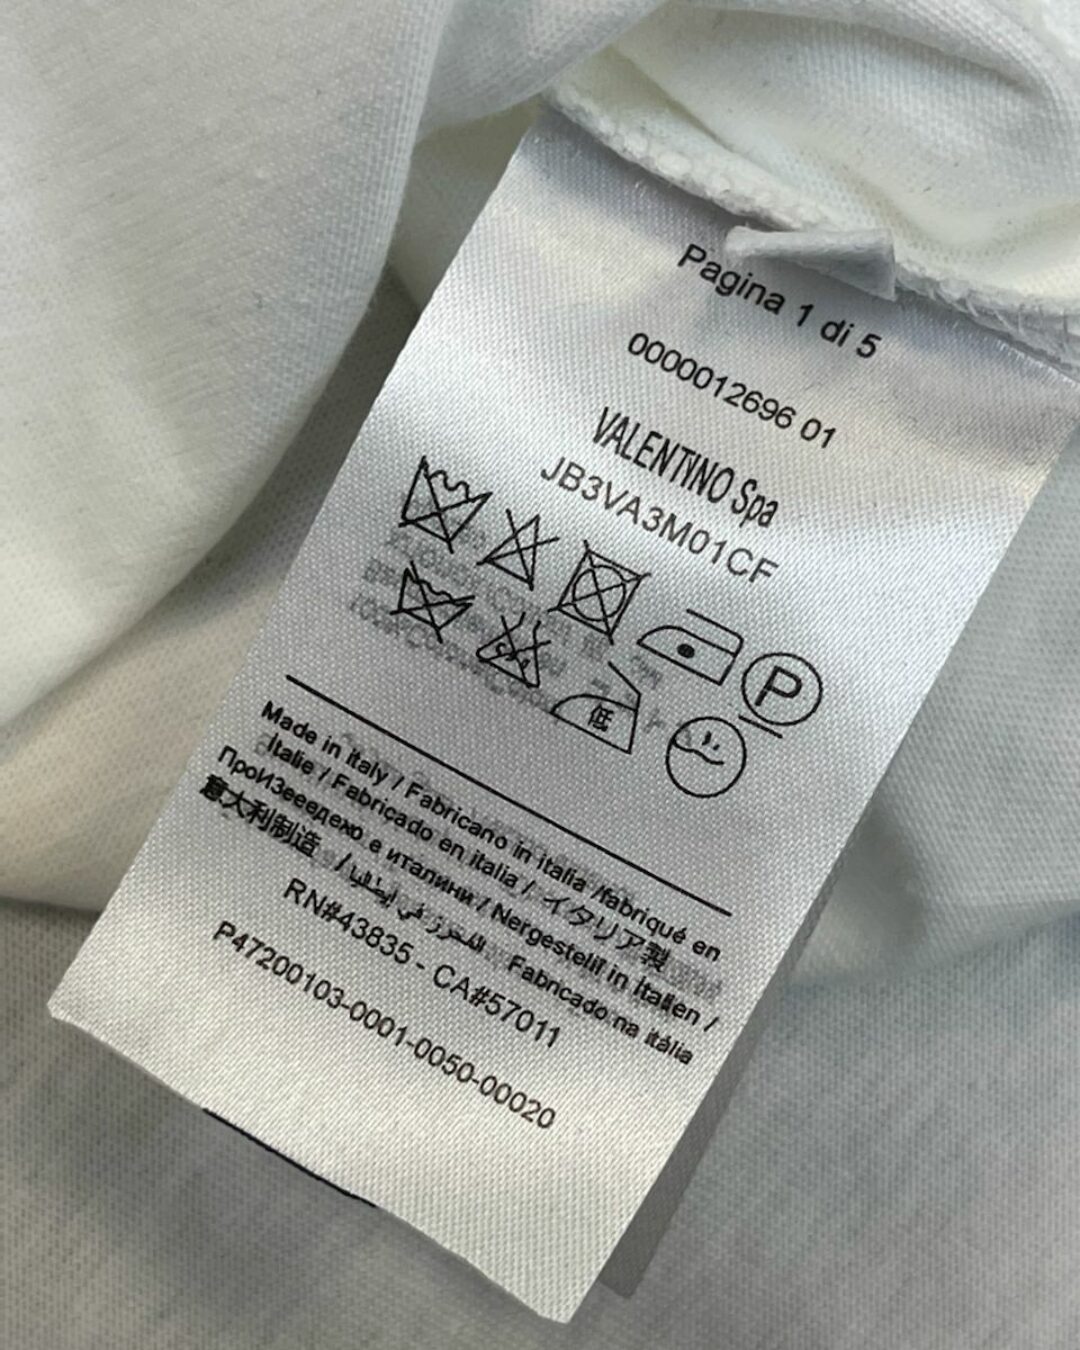 Pagina 1 di 5
0000012696 01
VALENTINO Spa
JB3VA3M01CF
P
低
Made in italy / Fabricano in italia /fabriqué en
Italie / Fabricado en italia / イタリア製
ПроИЗееедехо е италини / Nergestelil in Italien /
意大利制造 / في إيطاليا Fabricado na itália
RN#43835 - CA#57011
P47200103-0001-0050-00020